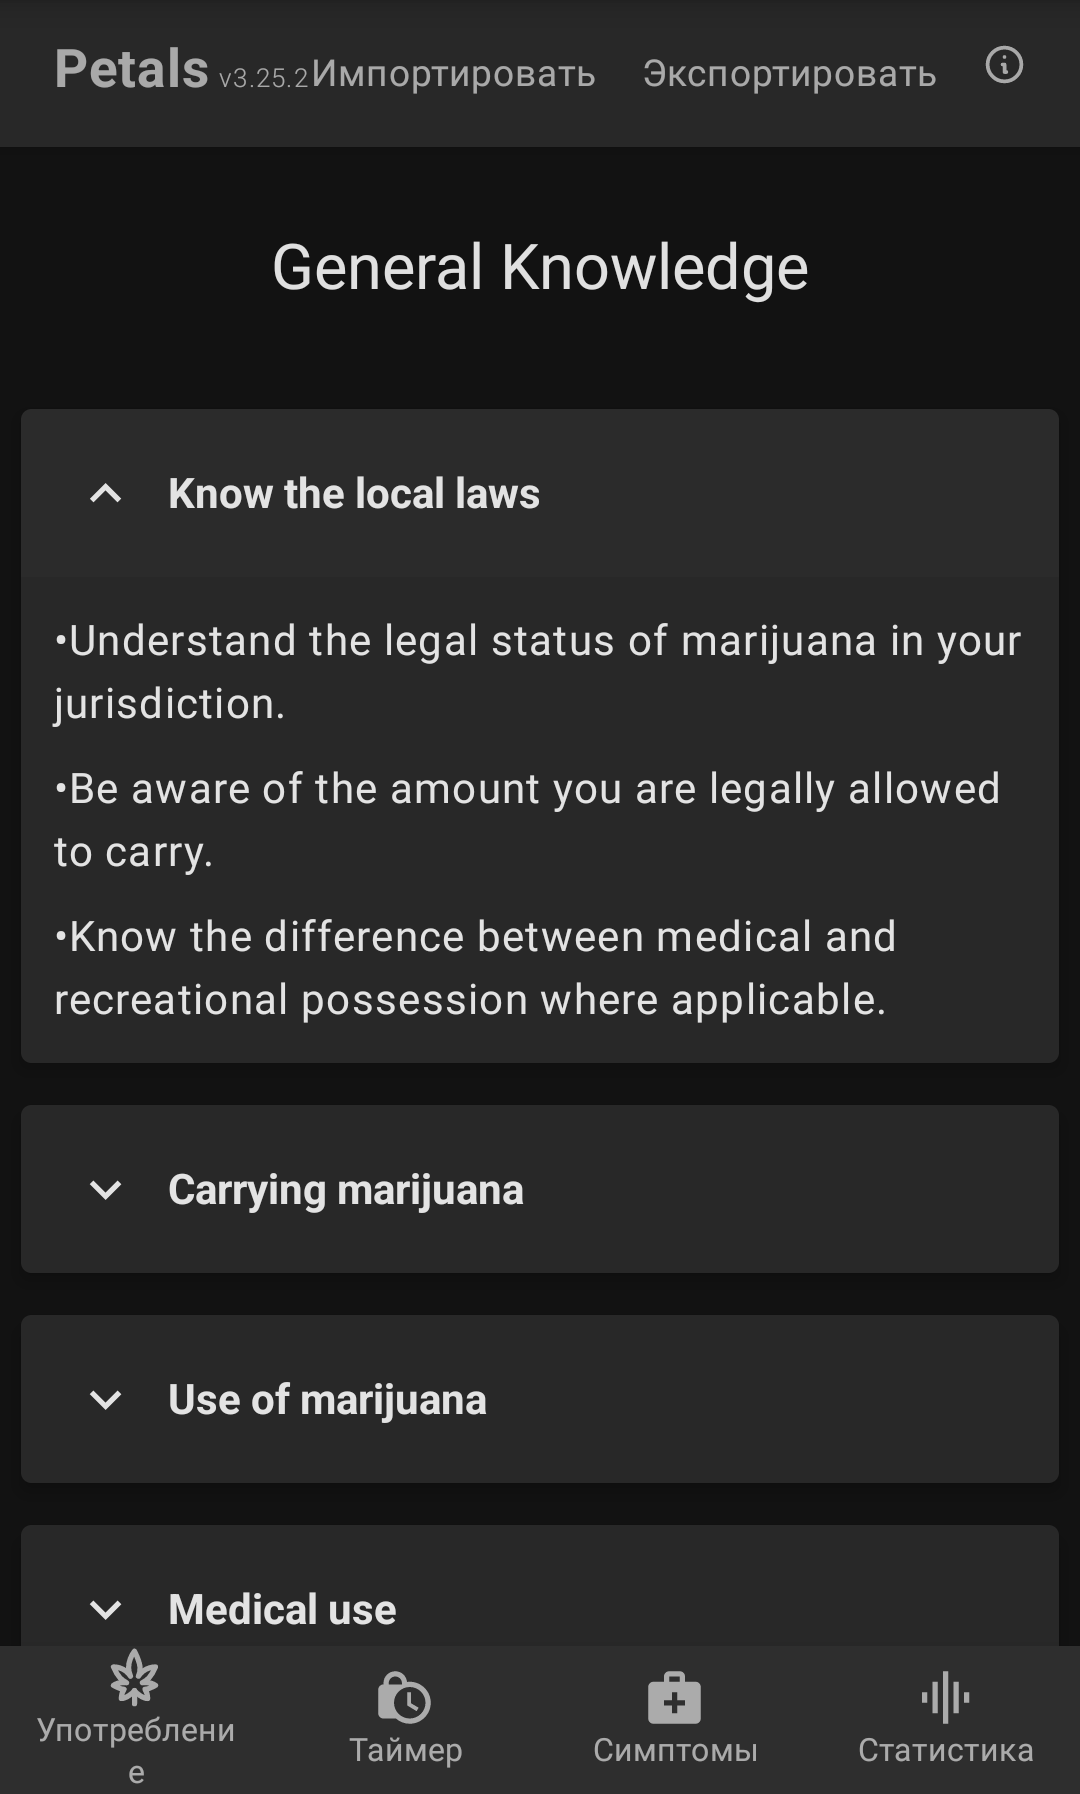 Petals v3.25.2 Импортировать Экспортировать
General Knowledge
Know the local laws
•Understand the legal status of marijuana in your
jurisdiction.
•Be aware of the amount you are legally allowed
to carry.
•Know the difference between medical and
recreational possession where applicable.
Carrying marijuana
Use of marijuana
Medical use
Употреблени
е
Таймер
Симптомы
Статистика